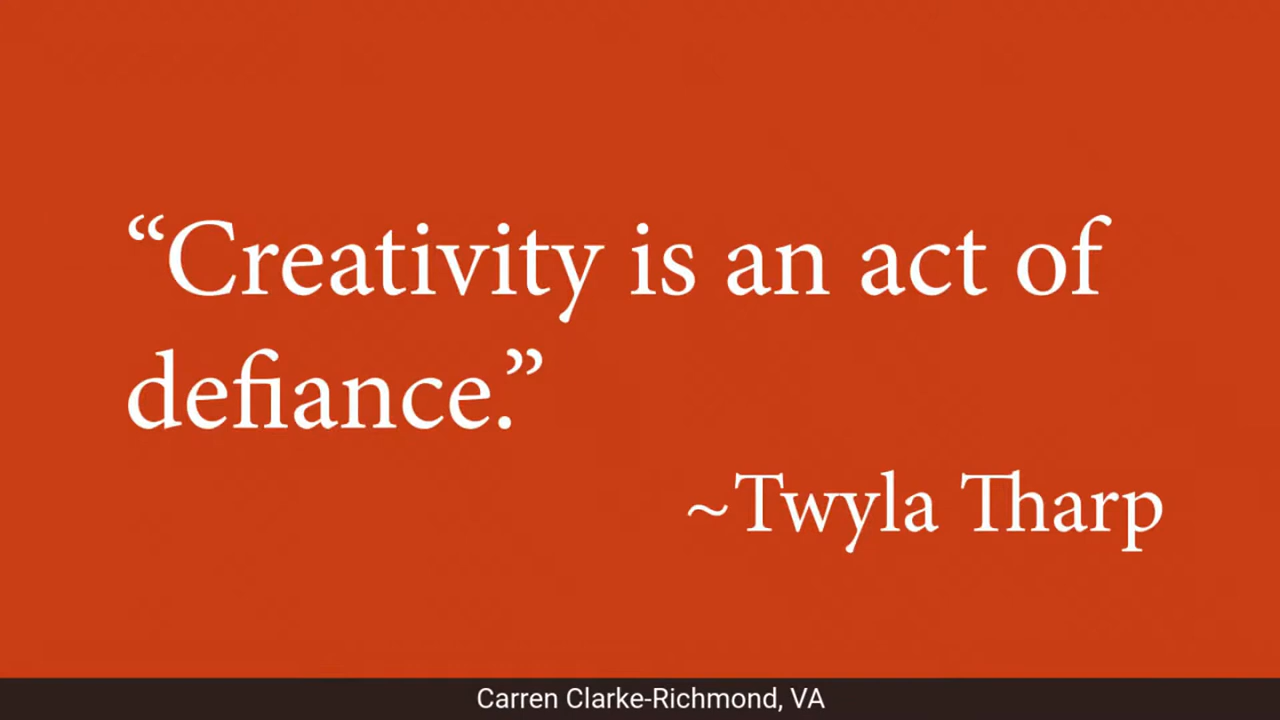 “Creativity is an act of
defiance.”
~Twyla Tharp
Carren Clarke-Richmond, VA